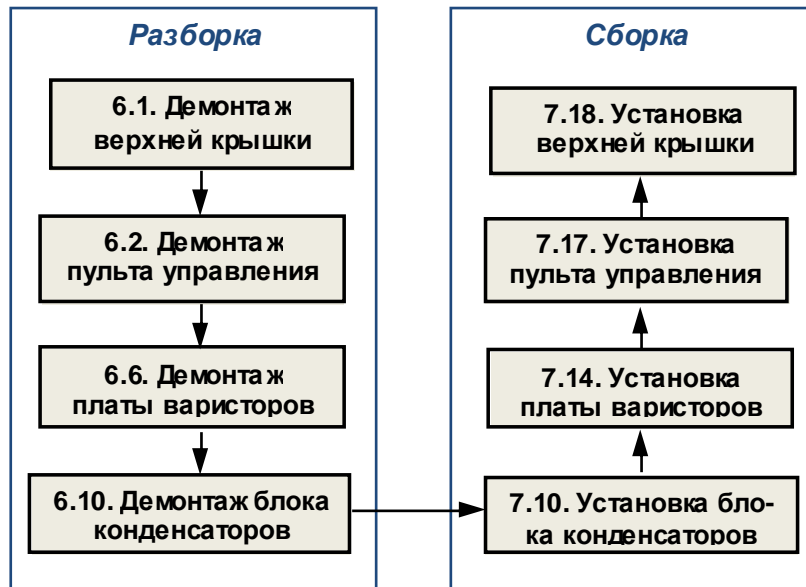 Разборка
6.1. Демонтаж
верхней крышки
6.2. Демонтаж
пульта управления
6.6. Демонтаж
платы варисторов
6.10. Демонтаж блока
конденсаторов
Сборка
7.18. Установка
верхней крышки
7.17. Установка
пульта управления
7.14. Установка
платы варисторов
7.10. Установка бло-
ка конденсаторов